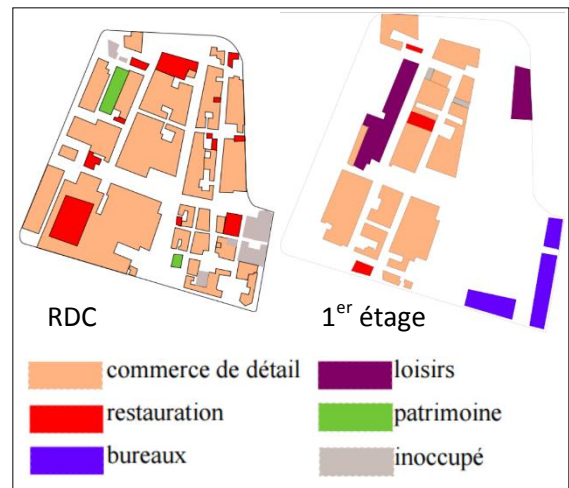 RDC
1er étage
commerce de détail
loisirs
restauration
patrimoine
bureaux
inoccupé